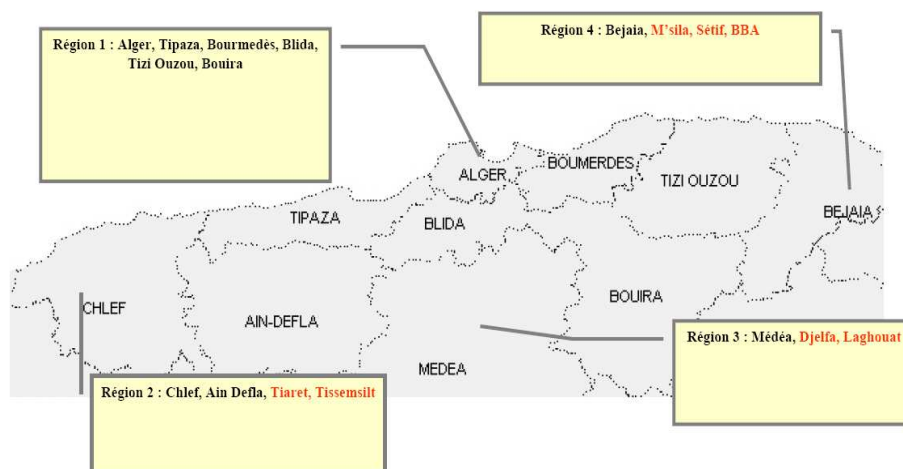 Région 1 : Alger, Tipaza, Bourmedès, Blida,
Tizi Ouzou, Bouira
Région 4 : Bejaia, M'sila, Sétif, BBA
ALGER
BOUMERDES
TIZI OUZOU
TIPAZA
BLIDA
BEJAIA
CHLEF
AIN-DEFLA
BOUIRA
MEDEA
Région 3 : Médéa, Djelfa, Laghouat
Région 2 : Chlef, Ain Defla, Tiaret, Tissemsilt